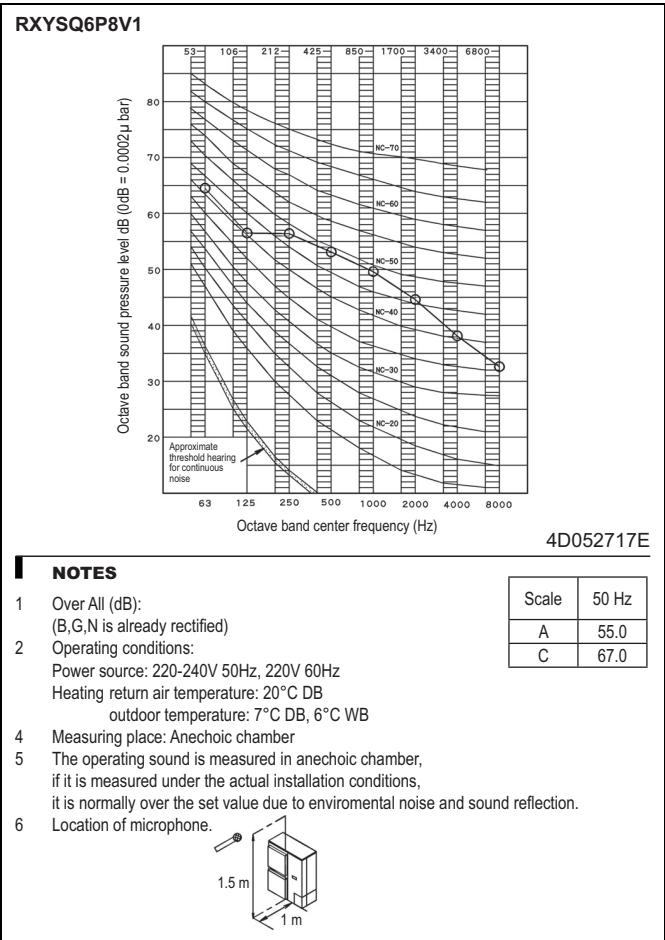 RXYSQ6P8V1
53 106 212 425 850 1700 3400 6800
Octave band sound pressure level dB (0dB = 0.0002µ bar)
80
70
60
50
40
30
20
NC-70
NC-60
NC-50
NC-40
NC-30
NC-20
Approximate
threshold hearing
for continuous
noise
63 125 250 500 1000 2000 4000 8000
Octave band center frequency (Hz)
4D052717E
NOTES
1 Over All (dB):
(B,G,N is already rectified)
Scale 50 Hz
A 55.0
C 67.0
2 Operating conditions:
Power source: 220-240V 50Hz, 220V 60Hz
Heating return air temperature: 20°C DB
outdoor temperature: 7°C DB, 6°C WB
4 Measuring place: Anechoic chamber
5 The operating sound is measured in anechoic chamber,
if it is measured under the actual installation conditions,
it is normally over the set value due to enviromental noise and sound reflection.
6 Location of microphone.
1.5 m
1 m